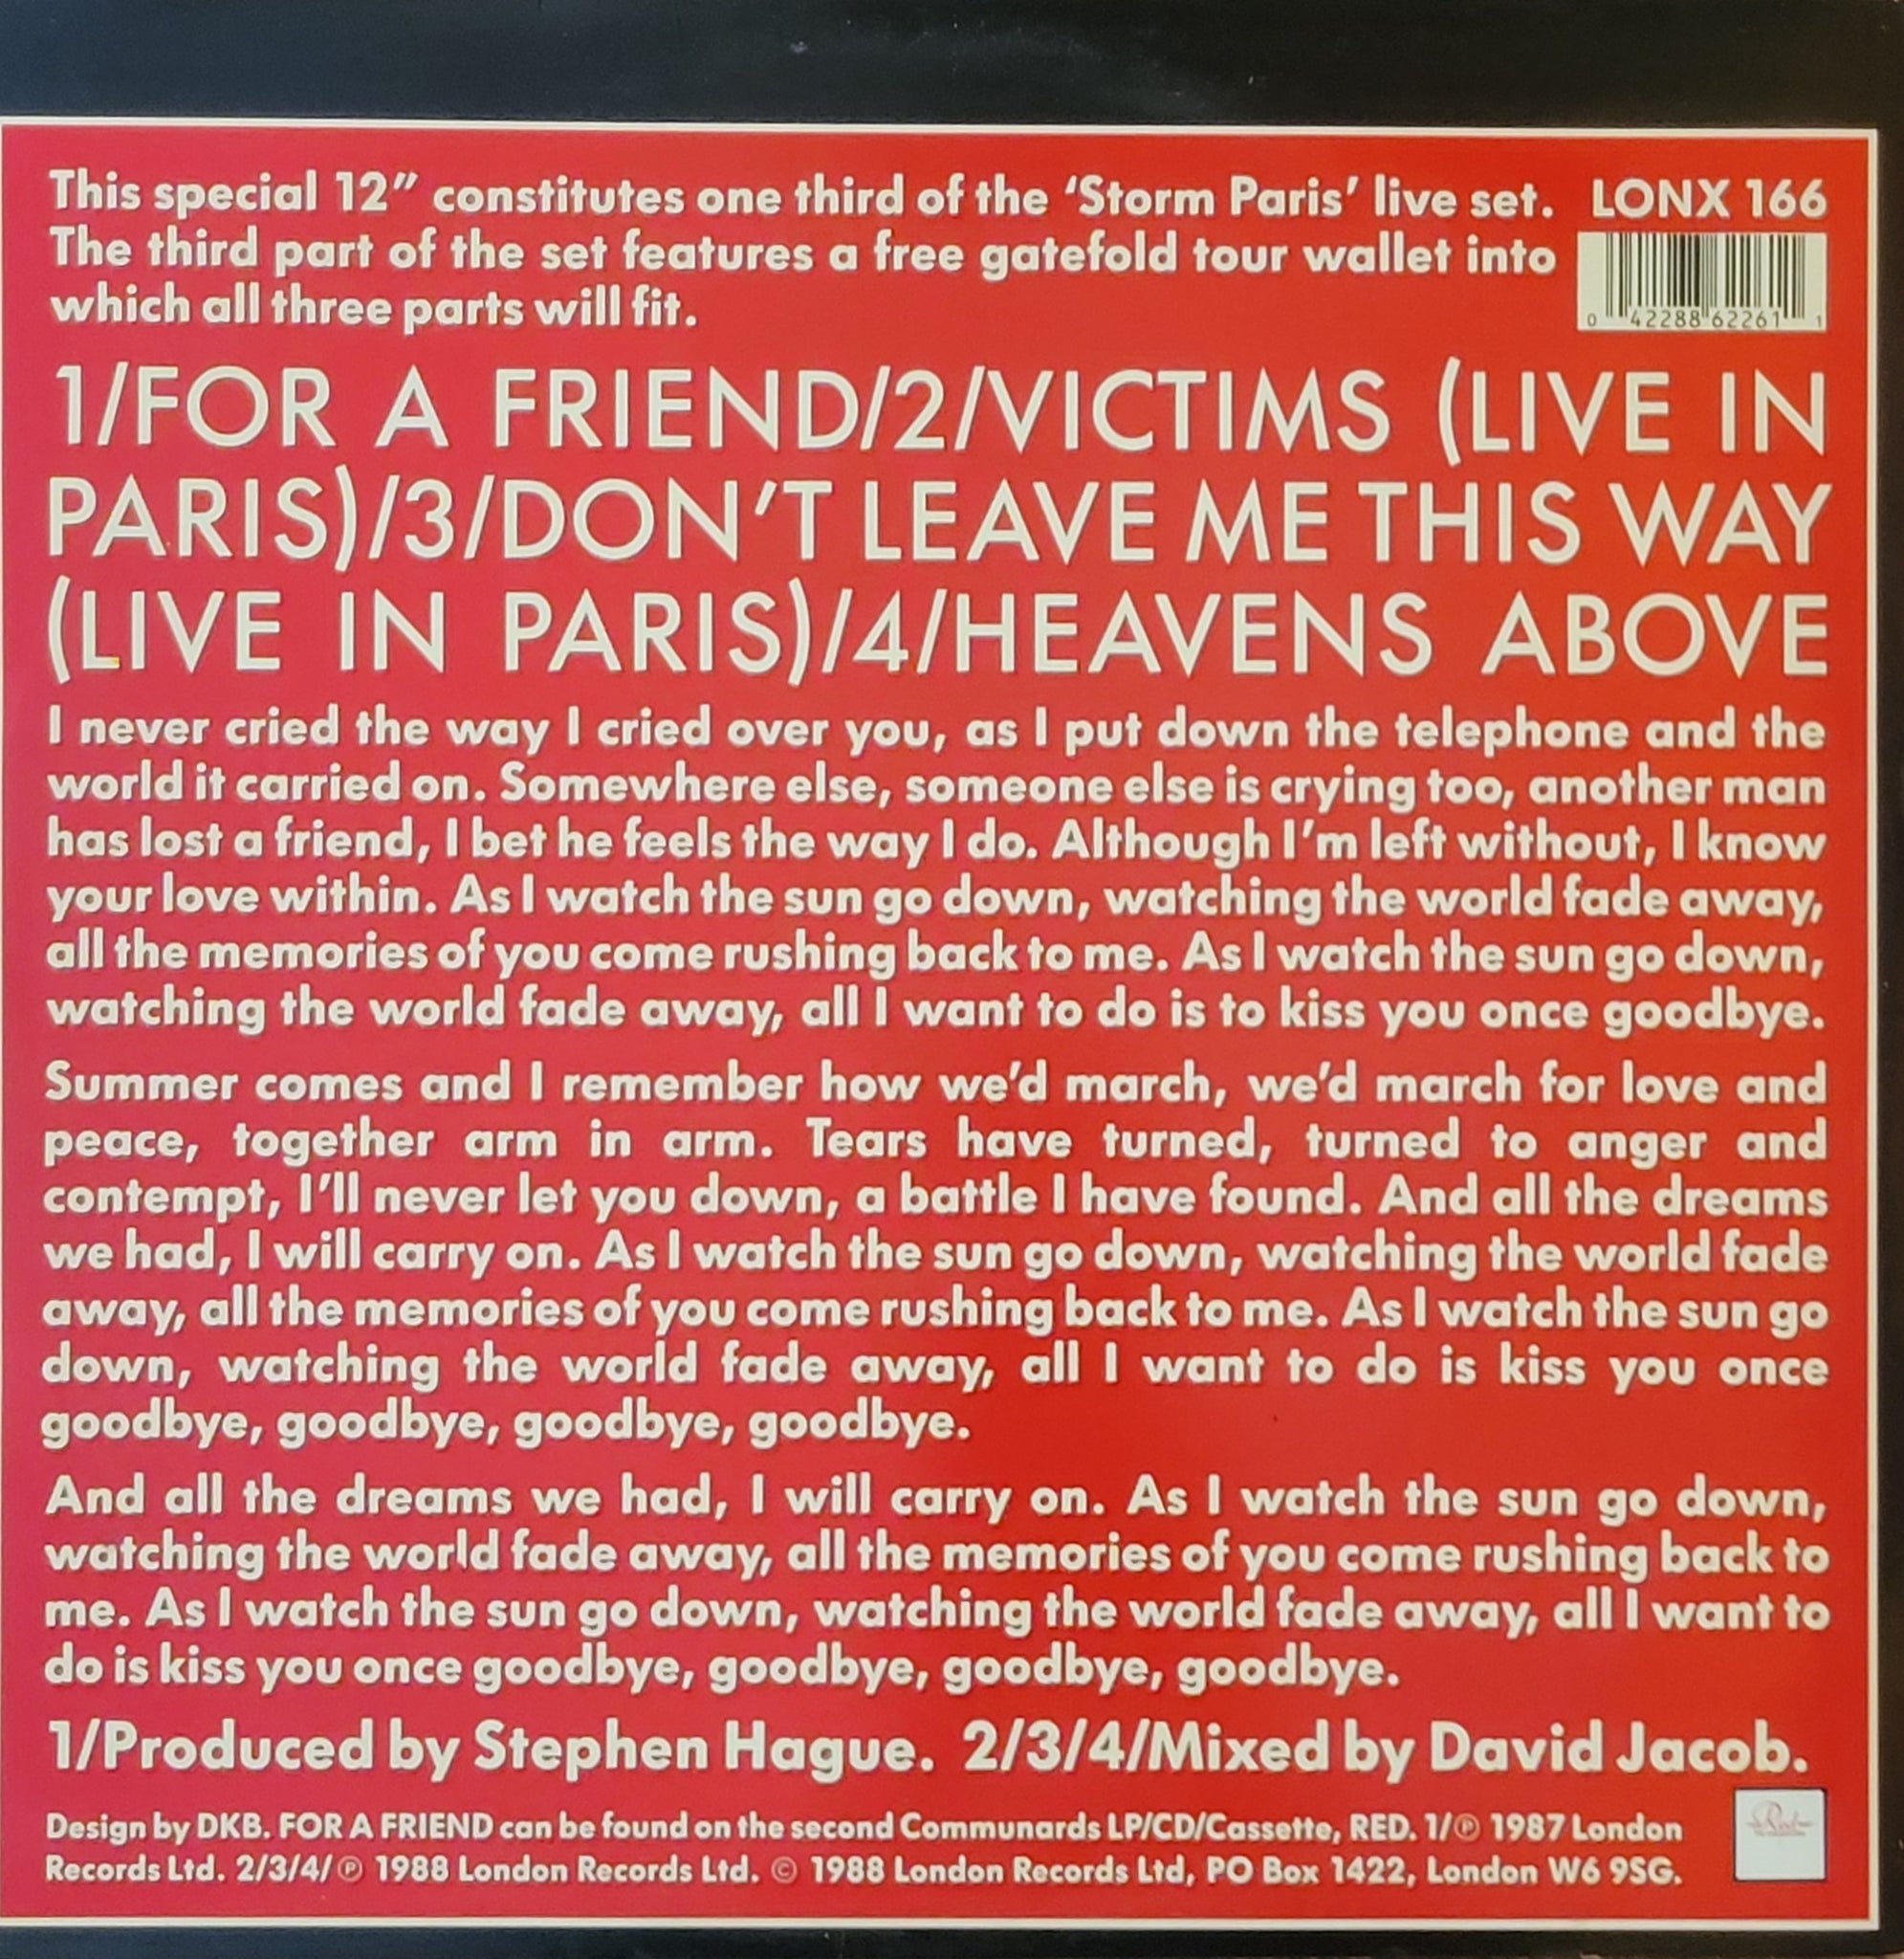 This special 12” constitutes one third of the ‘Storm Paris’ live set. LONX 166
The third part of the set features a free gatefold tour wallet into
which all three parts will fit.
0 42288 62261 1
1/FOR A FRIEND/2/VICTIMS (LIVE IN
PARIS)/3/DON’T LEAVE ME THIS WAY
(LIVE IN PARIS)/4/HEAVENS ABOVE
I never cried the way I cried over you, as I put down the telephone and the
world it carried on. Somewhere else, someone else is crying too, another man
has lost a friend, I bet he feels the way I do. Although I’m left without, I know
your love within. As I watch the sun go down, watching the world fade away,
all the memories of you come rushing back to me. As I watch the sun go down,
watching the world fade away, all I want to do is to kiss you once goodbye.
Summer comes and I remember how we’d march, we’d march for love and
peace, together arm in arm. Tears have turned, turned to anger and
contempt, I’ll never let you down, a battle I have found. And all the dreams
we had, I will carry on. As I watch the sun go down, watching the world fade
away, all the memories of you come rushing back to me. As I watch the sun go
down, watching the world fade away, all I want to do is kiss you once
goodbye, goodbye, goodbye, goodbye.
And all the dreams we had, I will carry on. As I watch the sun go down,
watching the world fade away, all the memories of you come rushing back to
me. As I watch the sun go down, watching the world fade away, all I want to
do is kiss you once goodbye, goodbye, goodbye, goodbye.
1/Produced by Stephen Hague. 2/3/4/Mixed by David Jacob.
Design by DKB. FOR A FRIEND can be found on the second Communards LP/CD/Cassette, RED. 1/℗ 1987 London
Records Ltd. 2/3/4/℗ 1988 London Records Ltd. © 1988 London Records Ltd, PO Box 1422, London W6 9SG.
Red